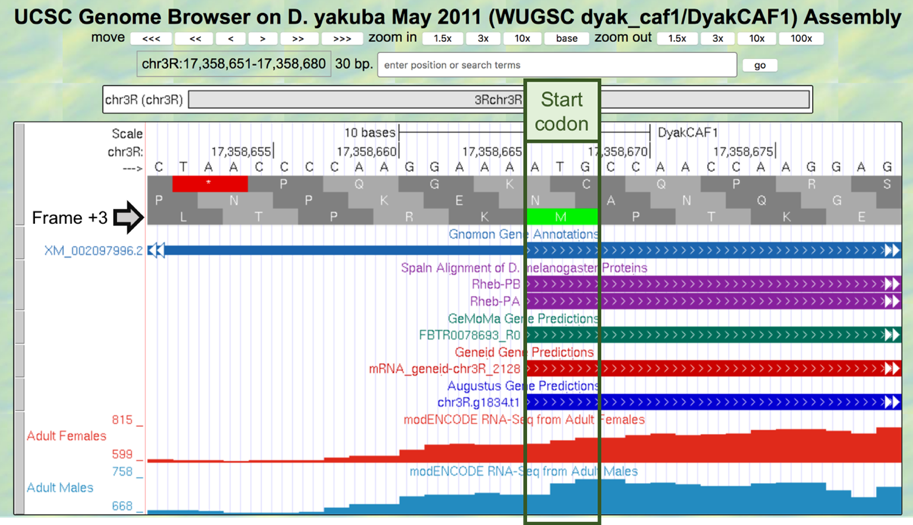 UCSC Genome Browser on D. yakuba May 2011 (WUGSC dyak_caf1/DyakCAF1) Assembly
move <<< << < > >> >>> zoom in 1.5x 3x 10x base zoom out 1.5x 3x 10x 100x
chr3R:17,358,651-17,358,680 30 bp. enter position or search terms go
chr3R (chr3R) 3Rchr3R
Start
codon
Scale 10 bases DyakCAF1
chr3R: 17,358,655 17,358,660 17,358,665 17,358,670 17,358,675
---> C T A A C C C C A A G G A A A A T G C C A A C C A A G G A G
* P Q G K C Q P R S
P N P K E N A N Q G
Frame +3 L T P R K M P T K E
Gnomon Gene Annotations
XM_002097996.2
Spaln Alignment of D. melanogaster Proteins
Rheb-PB
Rheb-PA
GeMoMa Gene Predictions
FBTR0078693_R0
Geneid Gene Predictions
mRNA_geneid-chr3R_2128
Augustus Gene Predictions
chr3R.g1834.t1
modENCODE RNA-Seq from Adult Females
815 _
Adult Females
599 _
modENCODE RNA-Seq from Adult Males
758 _
Adult Males
668 _